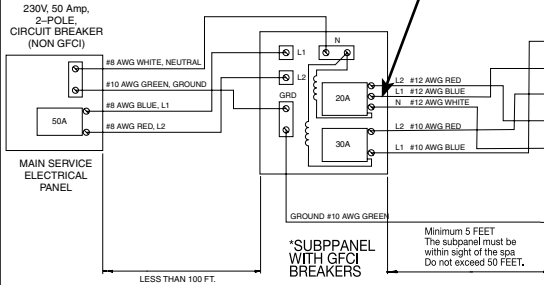 230V, 50 Amp,
2–POLE,
CIRCUIT BREAKER
(NON GFCI)
#8 AWG WHITE, NEUTRAL
#10 AWG GREEN, GROUND
#8 AWG BLUE, L1
#8 AWG RED, L2
50A
MAIN SERVICE
ELECTRICAL
PANEL
L1
N
L2
GRD
20A
30A
L2 #12 AWG RED
L1 #12 AWG BLUE
N #12 AWG WHITE
L2 #10 AWG RED
L1 #10 AWG BLUE
GROUND #10 AWG GREEN
*SUBPPANEL
WITH GFCI
BREAKERS
Minimum 5 FEET
The subpanel must be
within sight of the spa
Do not exceed 50 FEET.
LESS THAN 100 FT.